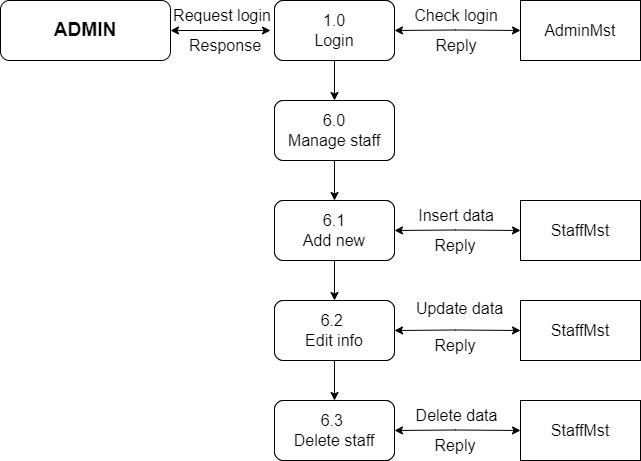 ADMIN
Request login
Response
1.0
Login
Check login
Reply
AdminMst
6.0
Manage staff
6.1
Add new
Insert data
Reply
StaffMst
6.2
Edit info
Update data
Reply
StaffMst
6.3
Delete staff
Delete data
Reply
StaffMst